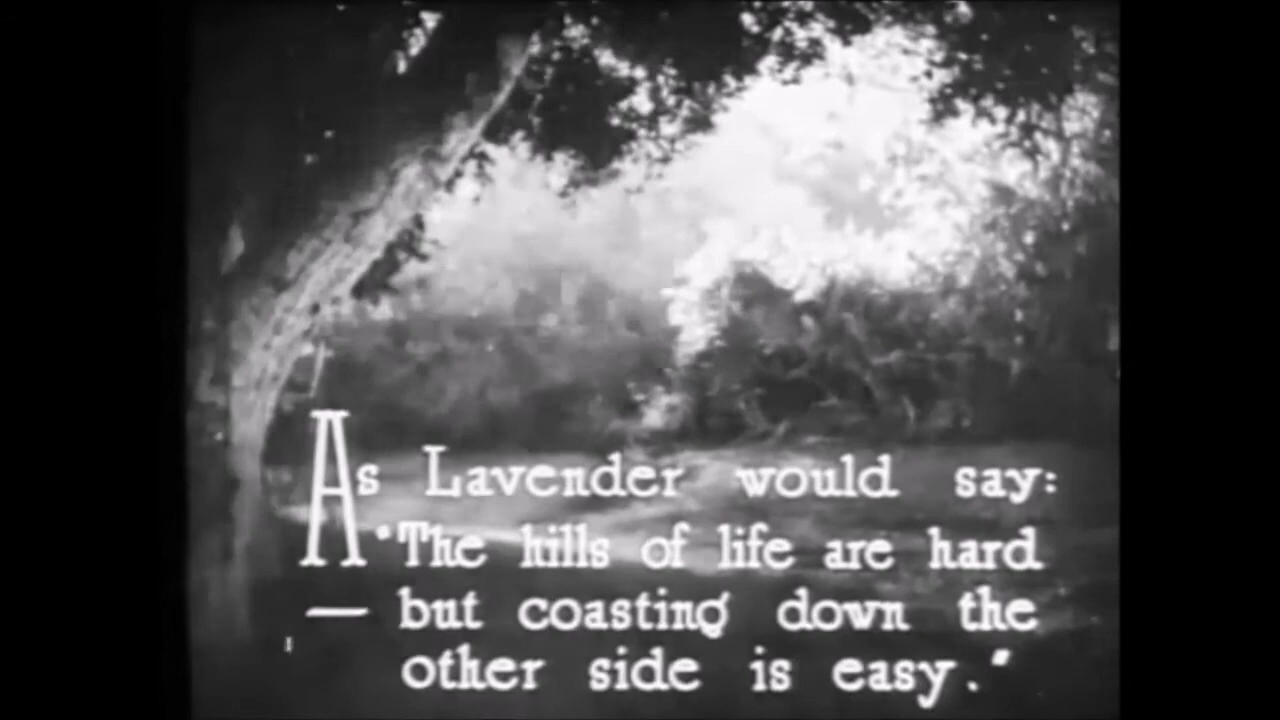 As Lavender would say:
"The hills of life are hard
— but coasting down the
other side is easy."